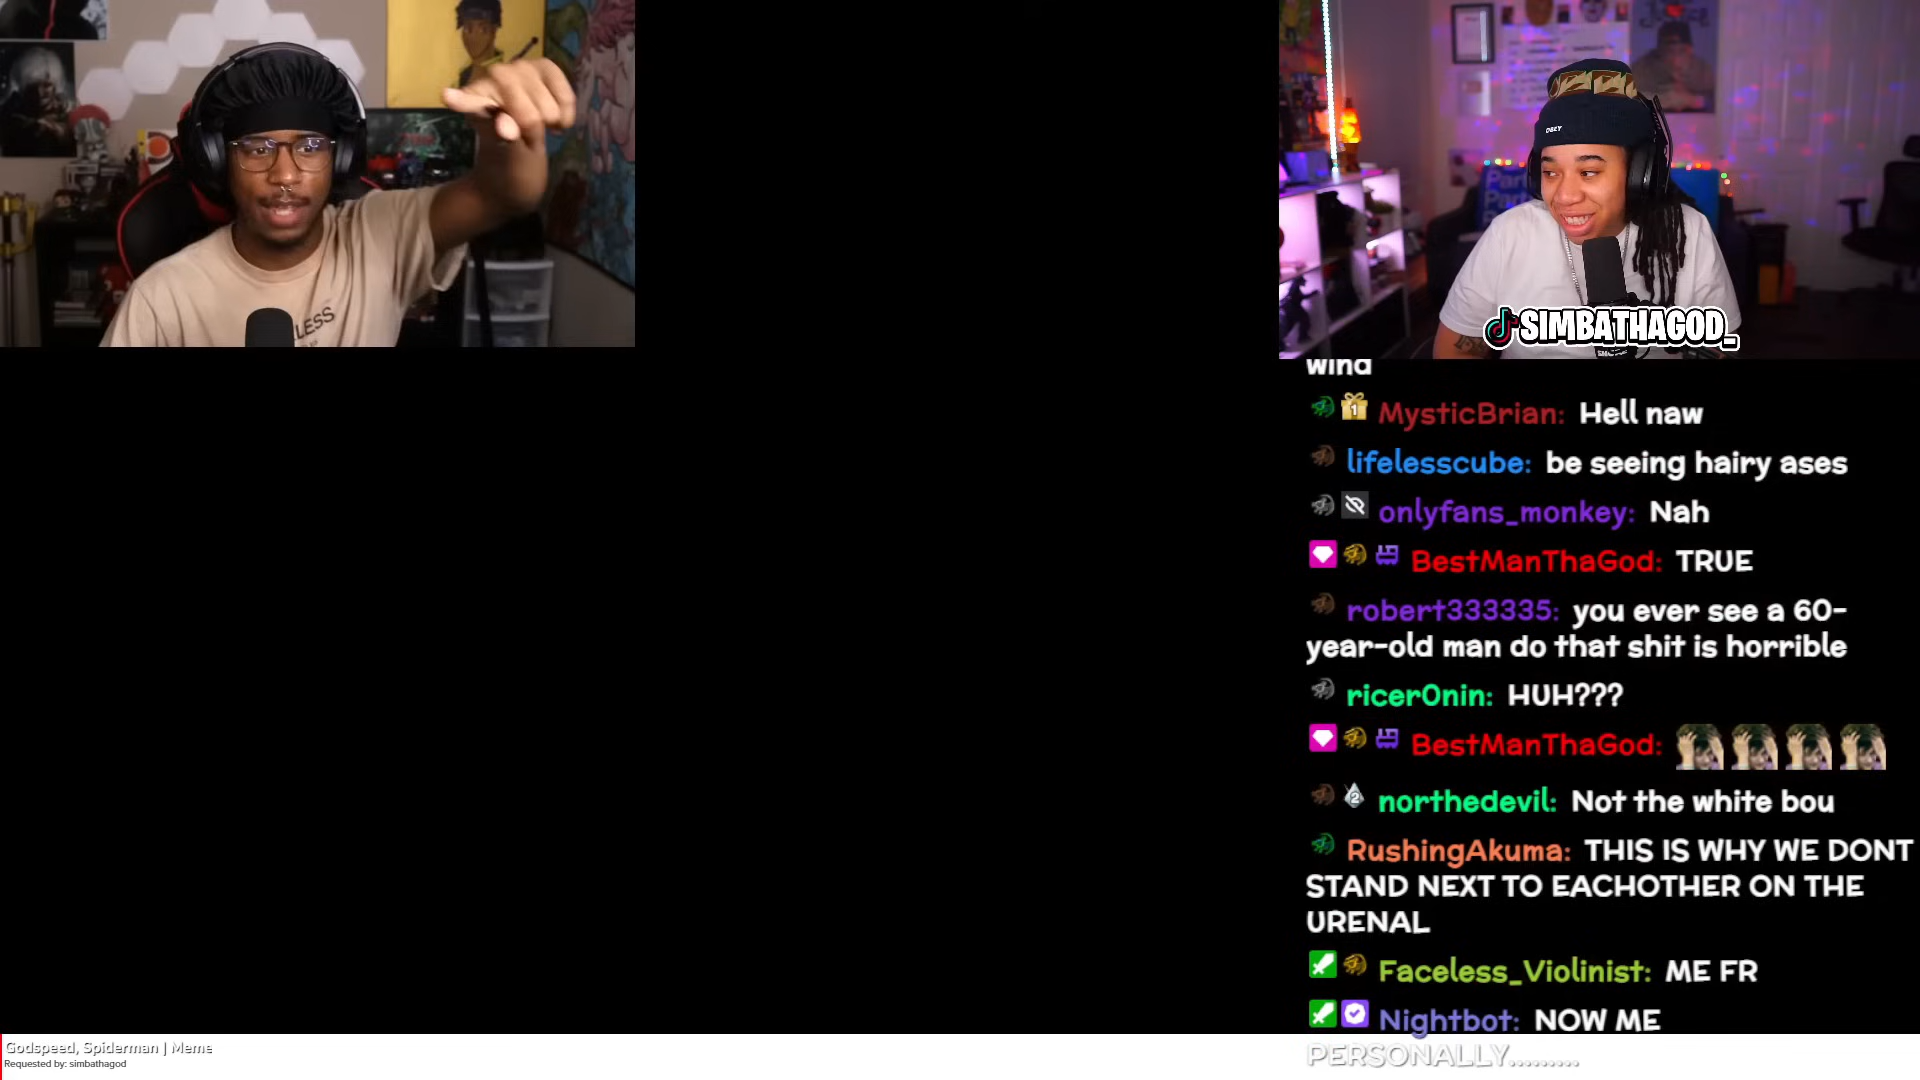 LESS
OBEY
SIMBATHAGOD_
wind
MysticBrian: Hell naw
lifelesscube: be seeing hairy ases
onlyfans_monkey: Nah
BestManThaGod: TRUE
robert333335: you ever see a 60-
year-old man do that shit is horrible
ricer0nin: HUH???
BestManThaGod:
northedevil: Not the white bou
RushingAkuma: THIS IS WHY WE DONT
STAND NEXT TO EACHOTHER ON THE
URENAL
Faceless_Violinist: ME FR
Nightbot: NOW ME
PERSONALLY.........
Godspeed, Spiderman | Meme
Requested by: simbathagod